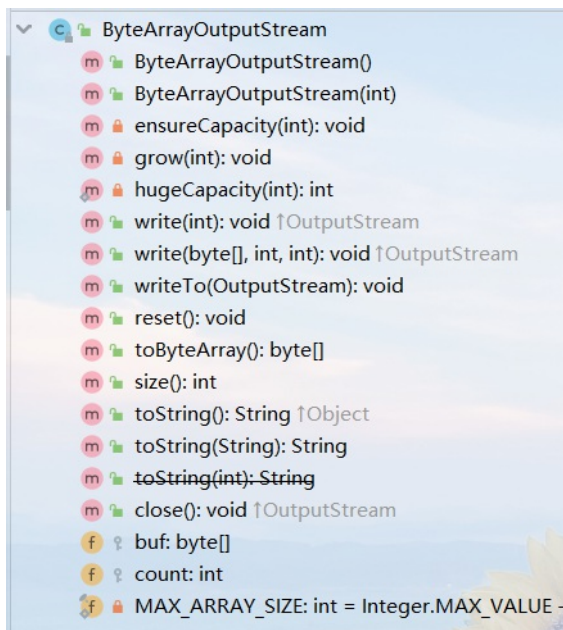 ByteArrayOutputStream
ByteArrayOutputStream()
ByteArrayOutputStream(int)
ensureCapacity(int): void
grow(int): void
hugeCapacity(int): int
write(int): void ↑OutputStream
write(byte[], int, int): void ↑OutputStream
writeTo(OutputStream): void
reset(): void
toByteArray(): byte[]
size(): int
toString(): String ↑Object
toString(String): String
toString(int): String
close(): void ↑OutputStream
buf: byte[]
count: int
MAX_ARRAY_SIZE: int = Integer.MAX_VALUE -